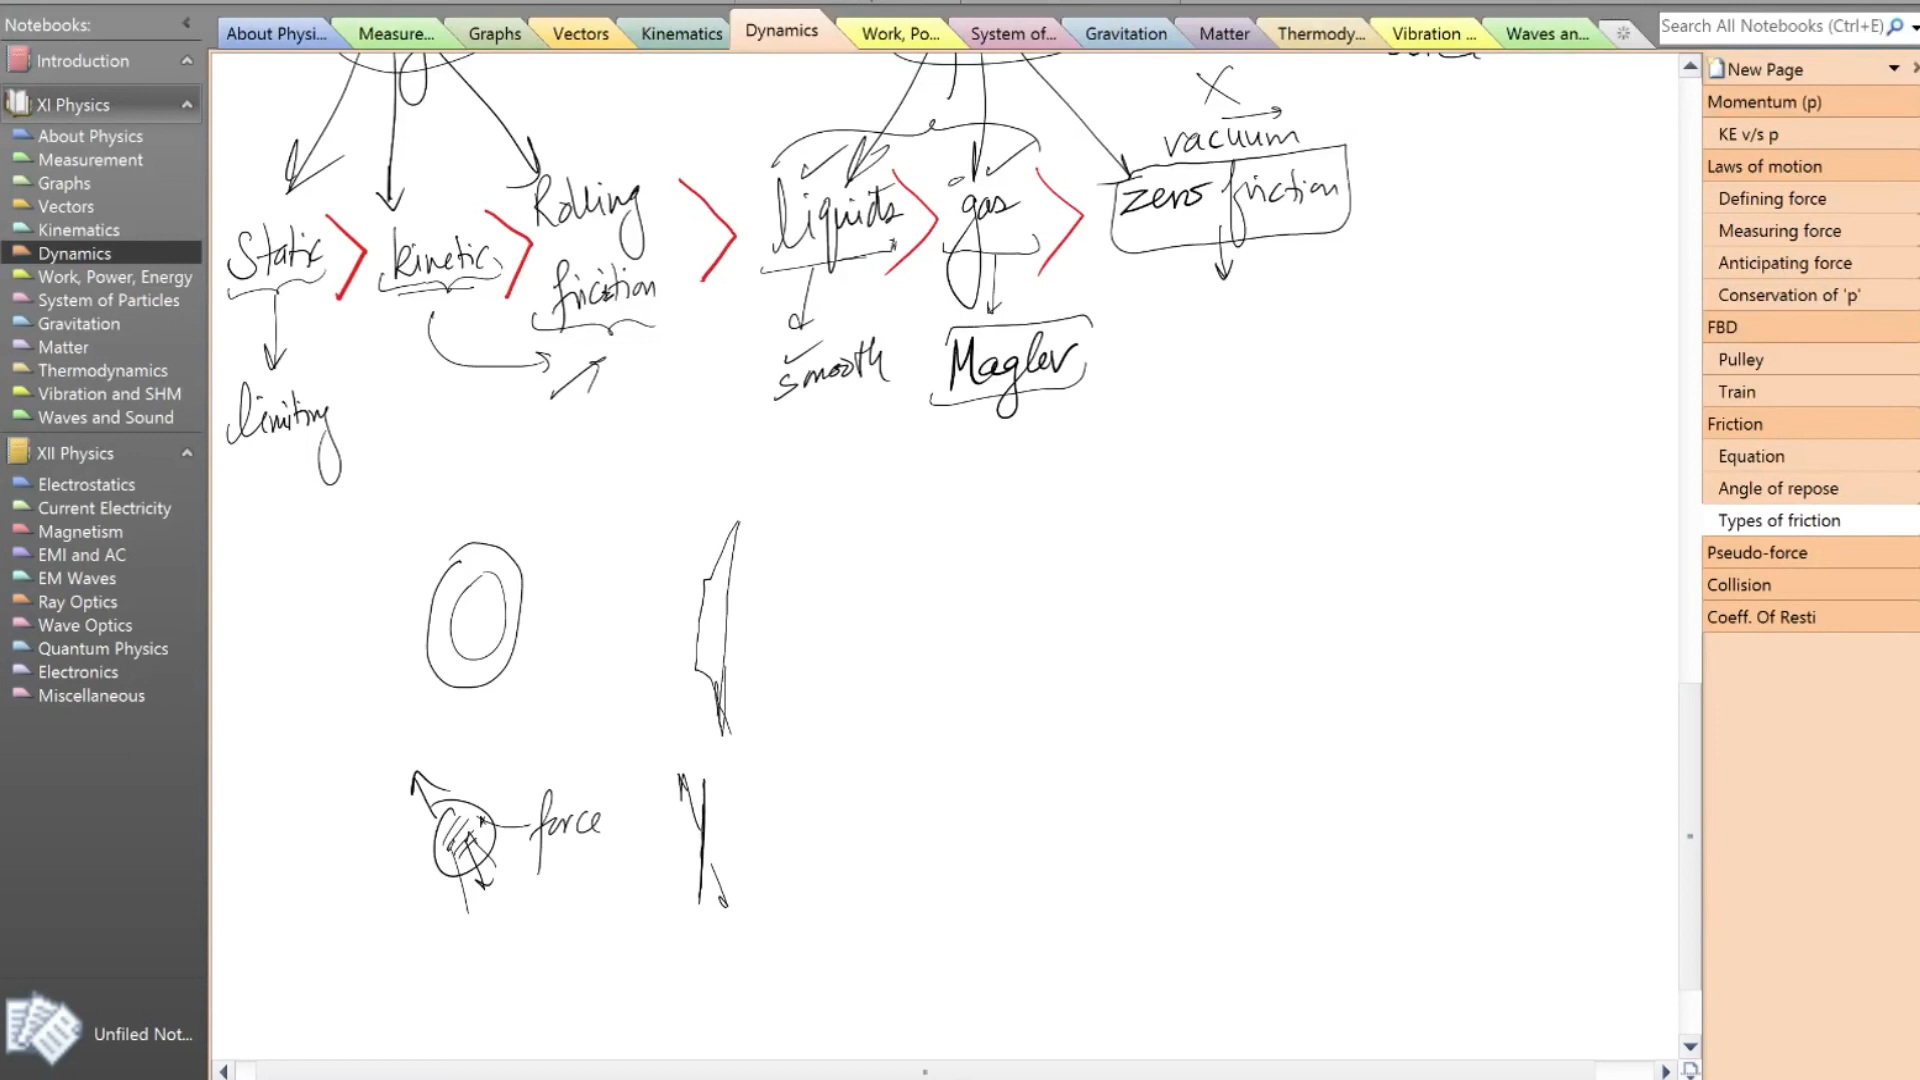 Notebooks:
Introduction
XI Physics
About Physics
Measurement
Graphs
Vectors
Kinematics
Dynamics
Work, Power, Energy
System of Particles
Gravitation
Matter
Thermodynamics
Vibration and SHM
Waves and Sound
XII Physics
Electrostatics
Current Electricity
Magnetism
EMI and AC
EM Waves
Ray Optics
Wave Optics
Quantum Physics
Electronics
Miscellaneous
Unfiled Not...
About Physi... Measure... Graphs Vectors Kinematics Dynamics Work, Po... System of... Gravitation Matter Thermody... Vibration ... Waves an...
Search All Notebooks (Ctrl+E)
X
vacuum
Static > kinetic > Rolling friction > liquids > gas > zero friction
limiting
smooth
Maglev
force
New Page
Momentum (p)
KE v/s p
Laws of motion
Defining force
Measuring force
Anticipating force
Conservation of 'p'
FBD
Pulley
Train
Friction
Equation
Angle of repose
Types of friction
Pseudo-force
Collision
Coeff. Of Resti